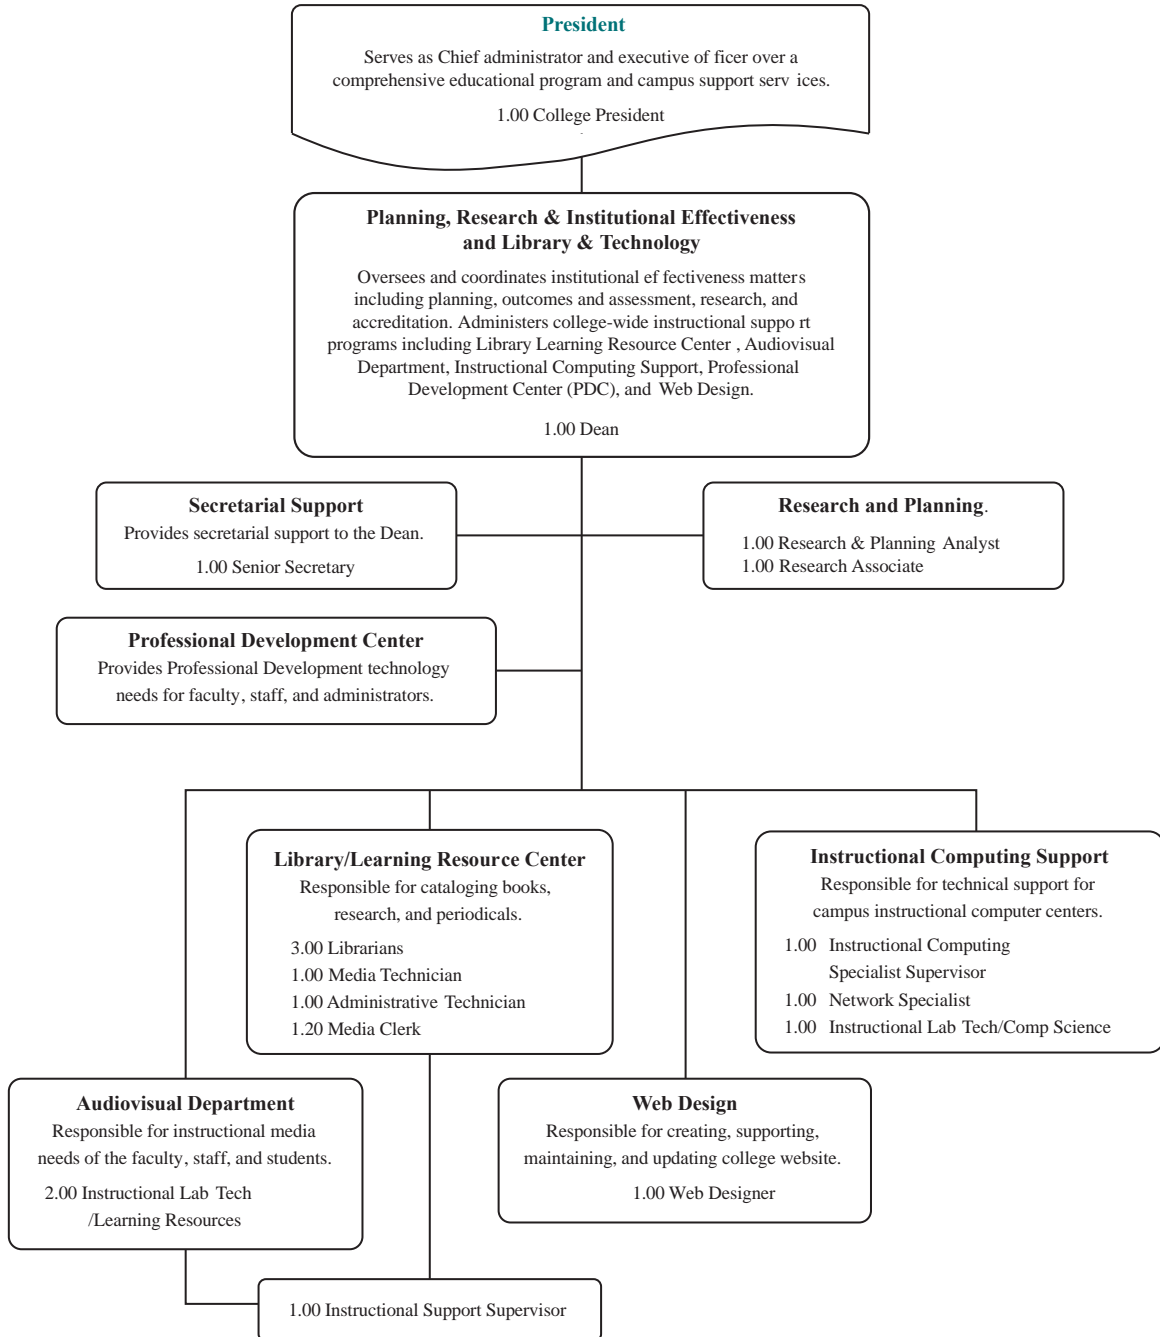 President
Serves as Chief administrator and executive of ficer over a
comprehensive educational program and campus support serv ices.
1.00 College President
Planning, Research & Institutional Effectiveness
and Library & Technology
Oversees and coordinates institutional ef fectiveness matters
including planning, outcomes and assessment, research, and
accreditation. Administers college-wide instructional suppo rt
programs including Library Learning Resource Center , Audiovisual
Department, Instructional Computing Support, Professional
Development Center (PDC), and Web Design.
1.00 Dean
Secretarial Support
Provides secretarial support to the Dean.
1.00 Senior Secretary
Research and Planning.
1.00 Research & Planning Analyst
1.00 Research Associate
Professional Development Center
Provides Professional Development technology
needs for faculty, staff, and administrators.
Library/Learning Resource Center
Responsible for cataloging books,
research, and periodicals.
3.00 Librarians
1.00 Media Technician
1.00 Administrative Technician
1.20 Media Clerk
Instructional Computing Support
Responsible for technical support for
campus instructional computer centers.
1.00 Instructional Computing
Specialist Supervisor
1.00 Network Specialist
1.00 Instructional Lab Tech/Comp Science
Audiovisual Department
Responsible for instructional media
needs of the faculty, staff, and students.
2.00 Instructional Lab Tech
/Learning Resources
Web Design
Responsible for creating, supporting,
maintaining, and updating college website.
1.00 Web Designer
1.00 Instructional Support Supervisor